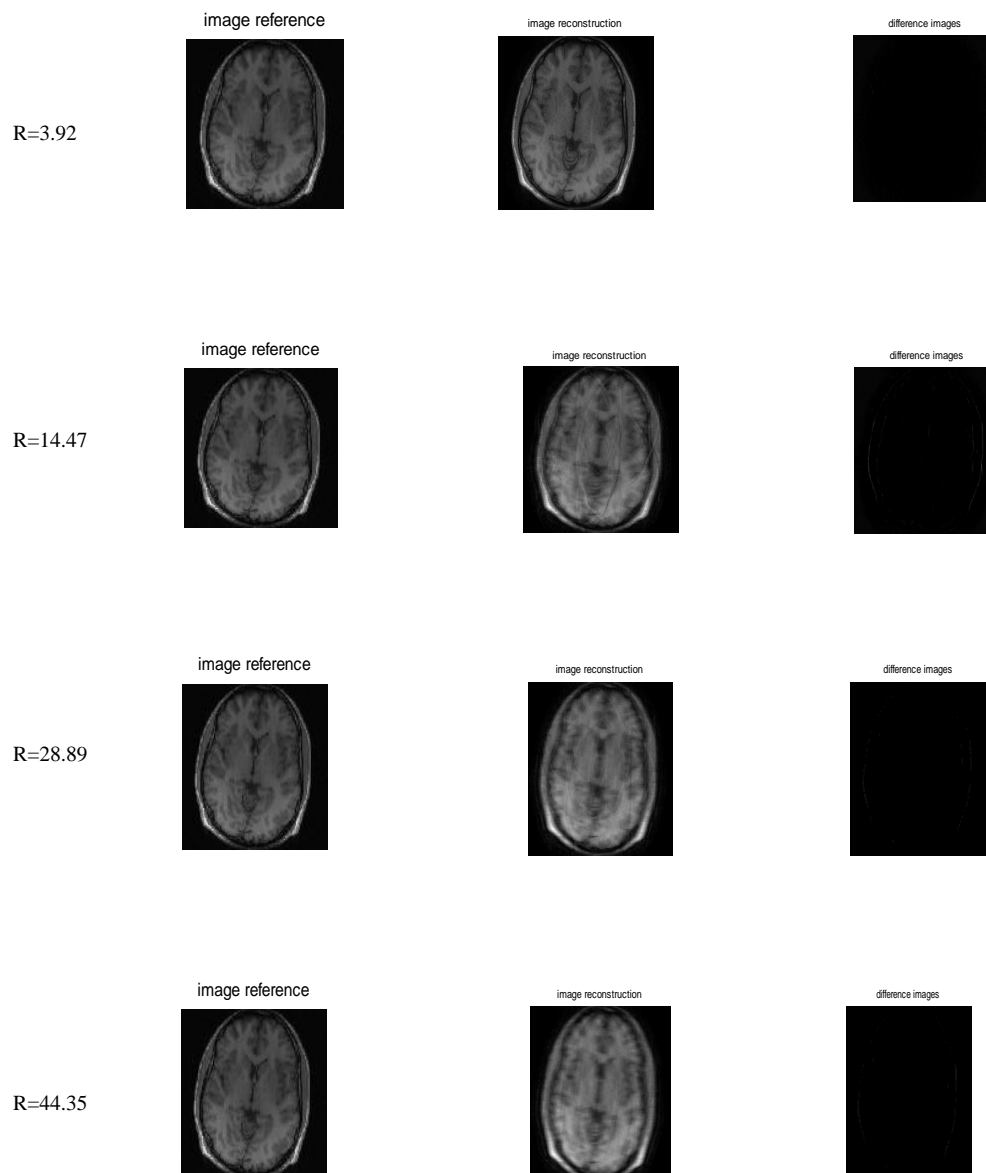 image reference
image reconstruction
difference images
R=3.92
image reference
image reconstruction
difference images
R=14.47
image reference
image reconstruction
difference images
R=28.89
image reference
image reconstruction
difference images
R=44.35